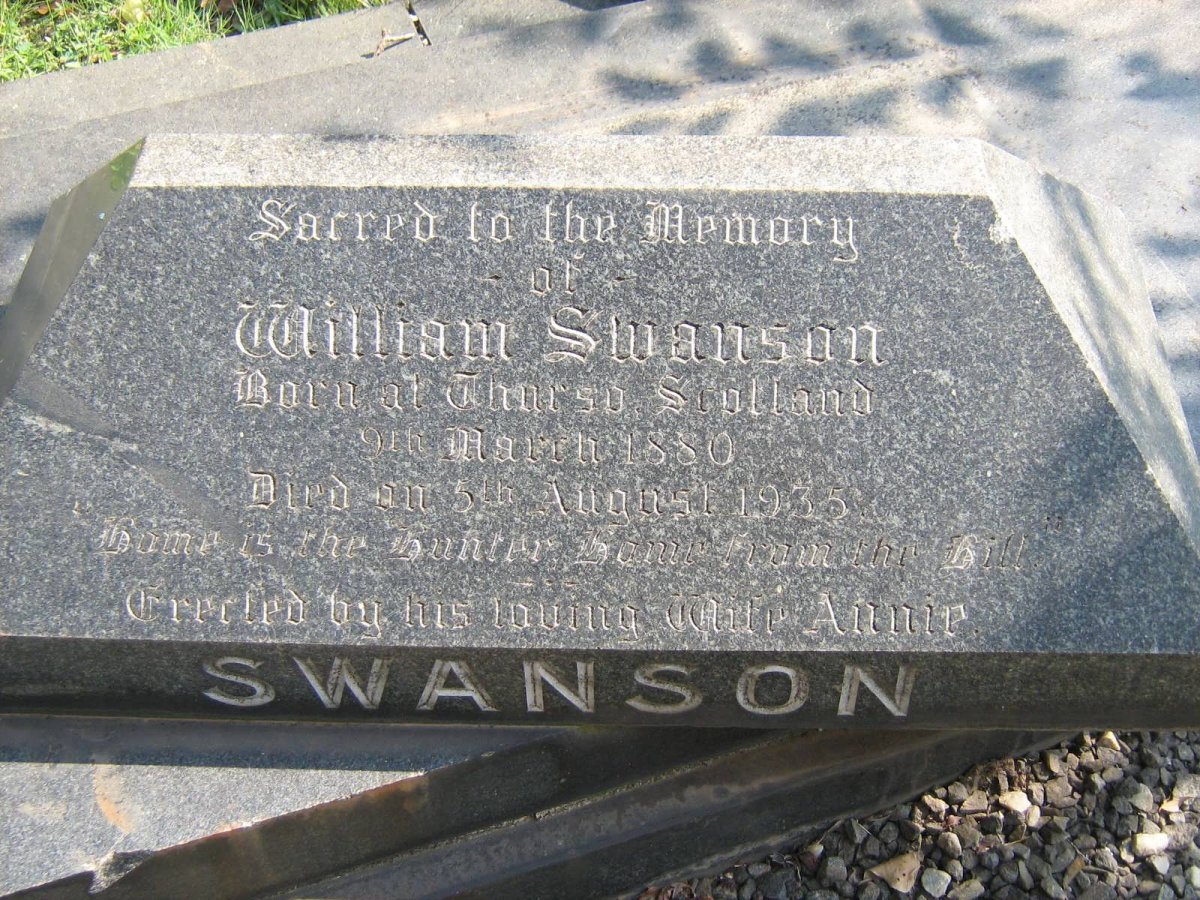 Sacred to the Memory
- of -
William Swanson
Born at Thurso, Scotland
9th March 1880
Died on 5th August 1935.
"Home is the Hunter, Home from the Hill."
Erected by his loving Wife Annie.
SWANSON